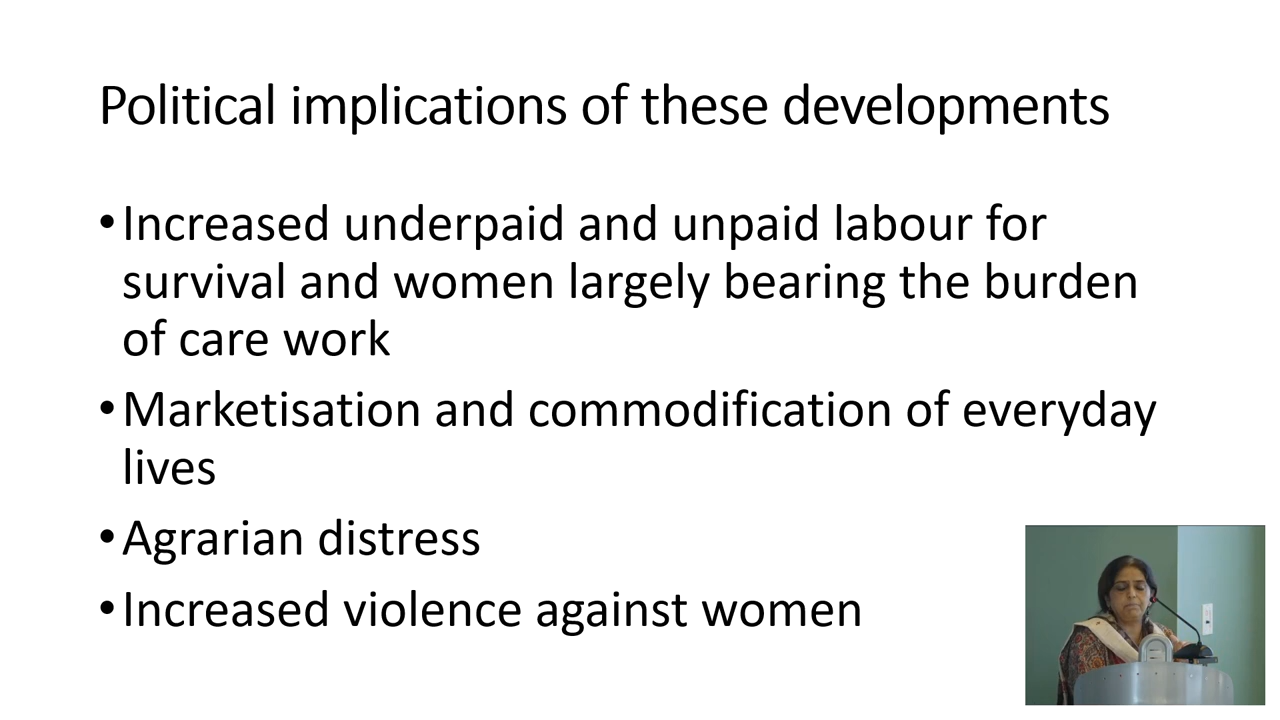 Political implications of these developments
•Increased underpaid and unpaid labour for
survival and women largely bearing the burden
of care work
•Marketisation and commodification of everyday
lives
•Agrarian distress
•Increased violence against women